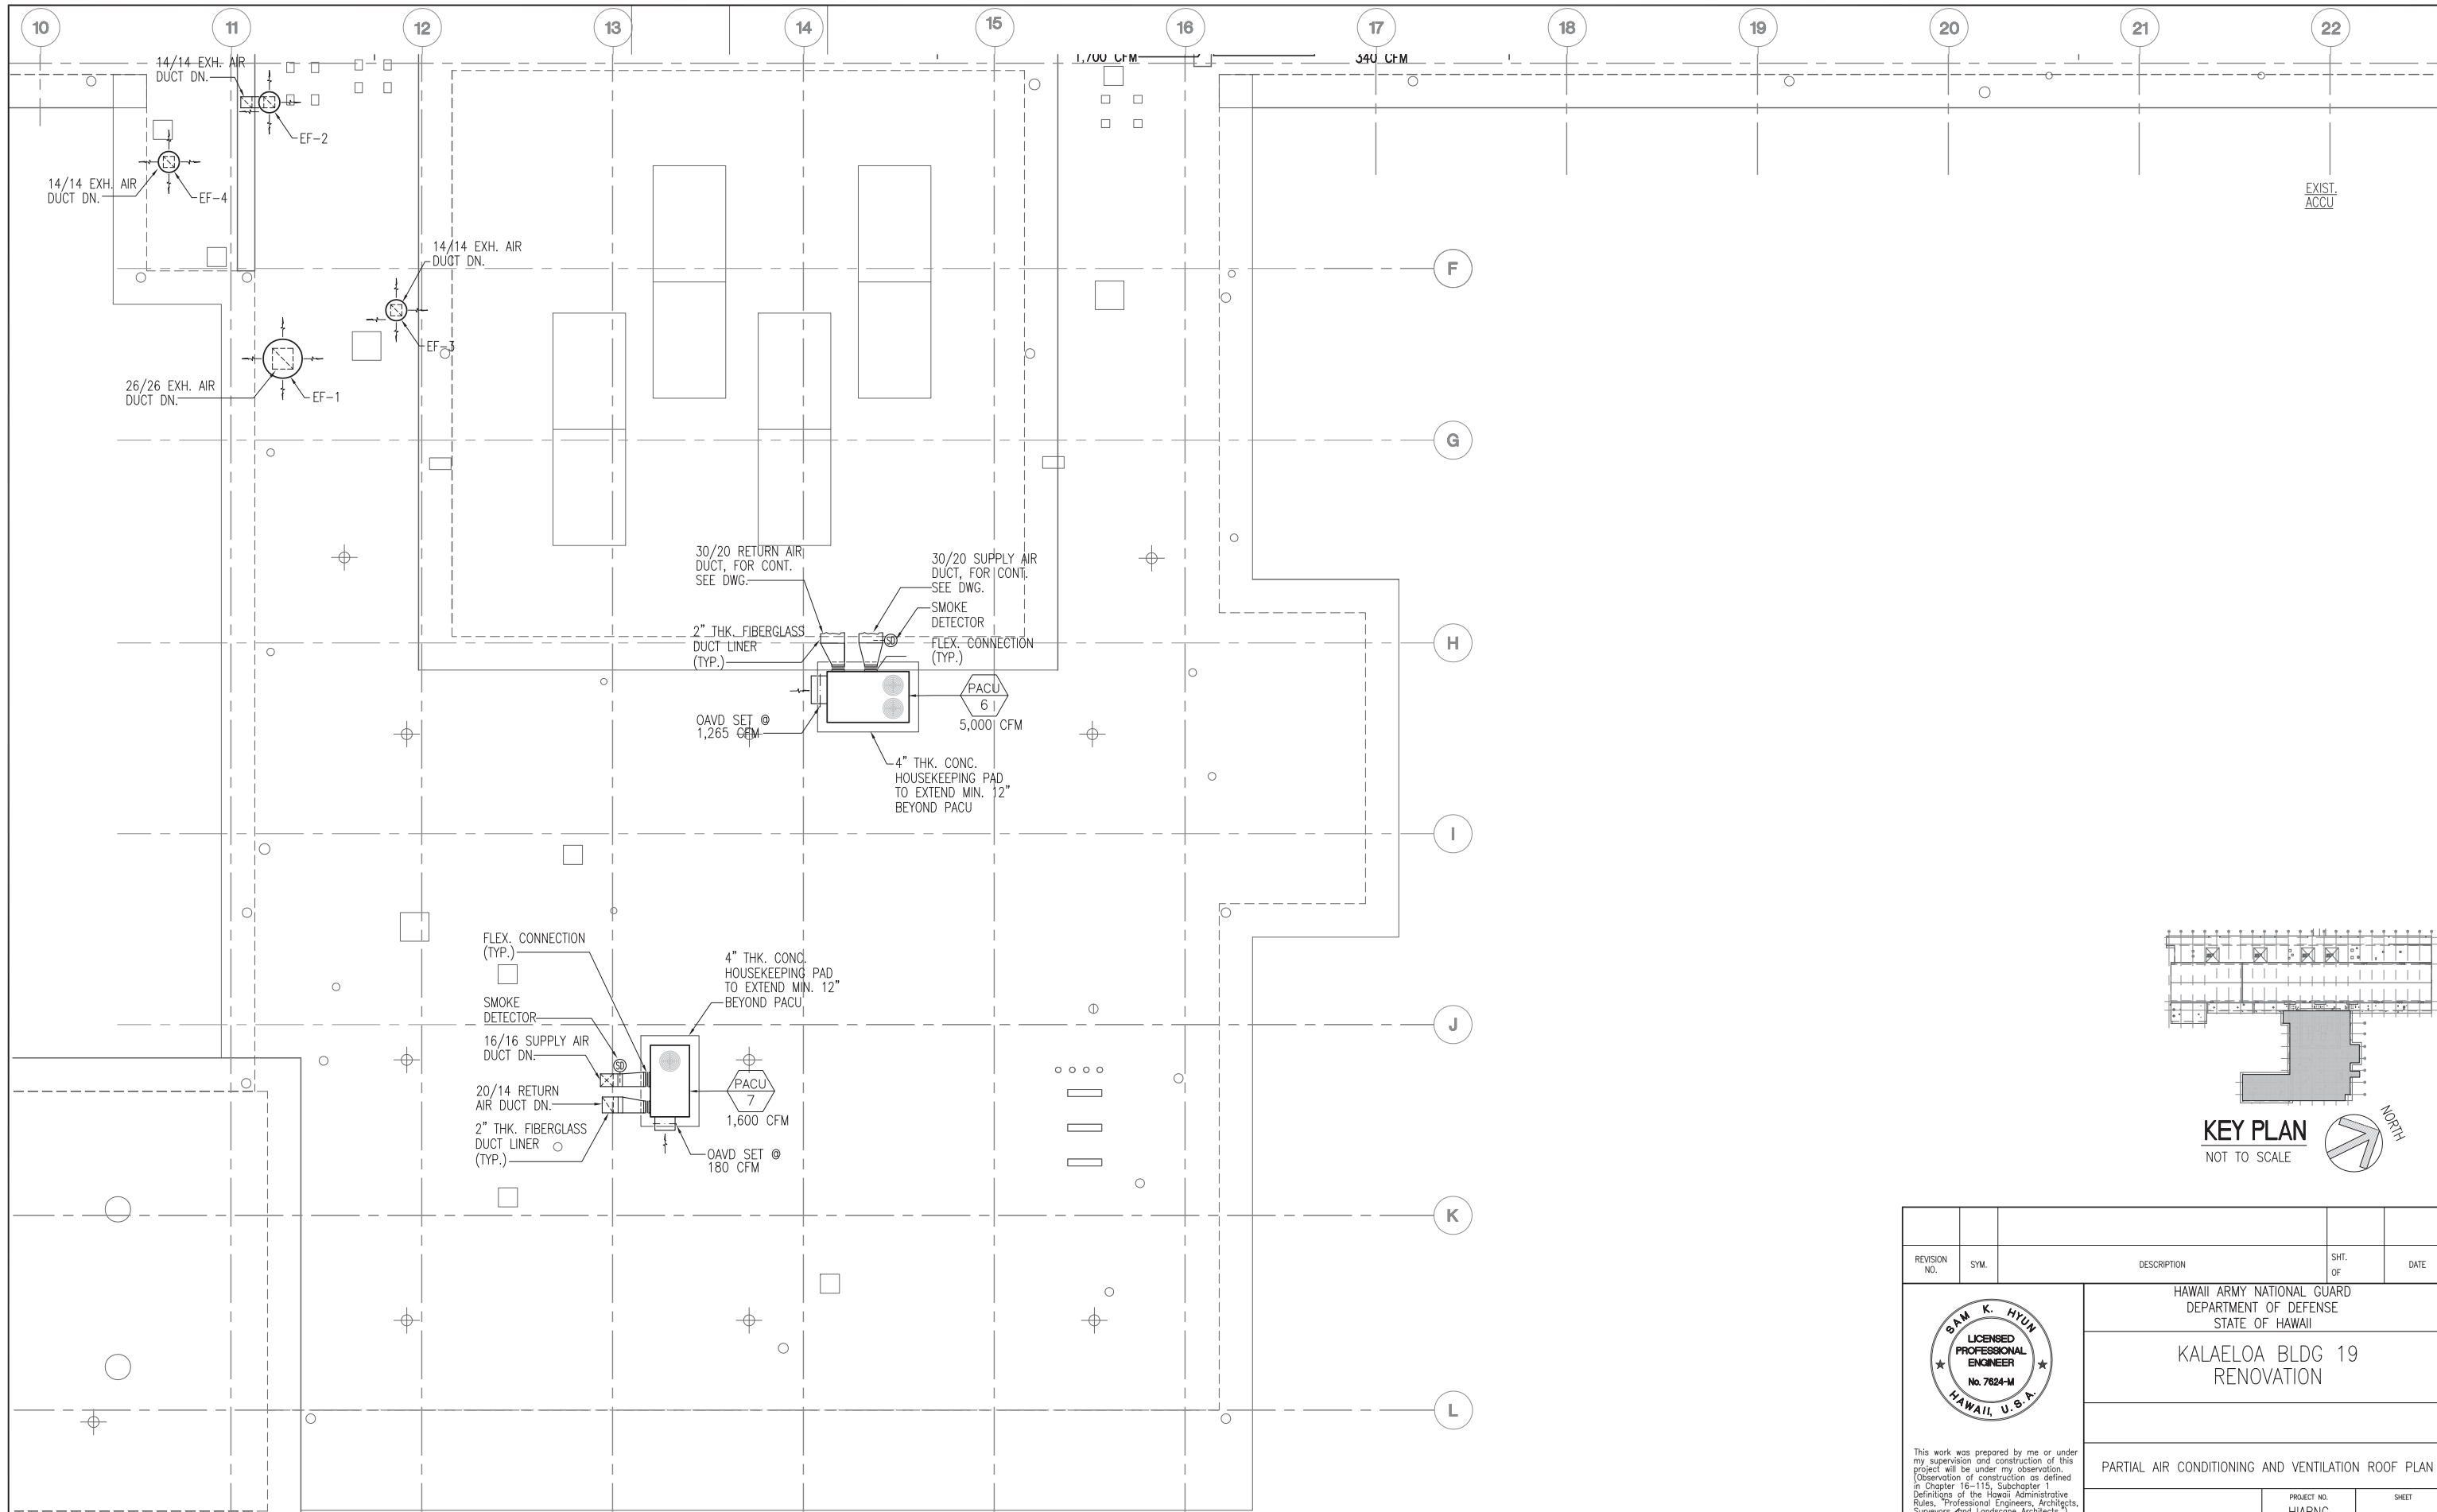 10 11 12 13 14 15 16 17 18 19 20 21 22
1,700 CFM
340 CFM
14/14 EXH. AIR
DUCT DN.
EF-2
14/14 EXH. AIR
DUCT DN.
EF-4
EXIST.
ACCU
14/14 EXH. AIR
DUCT DN.
F
EF-3
26/26 EXH. AIR
DUCT DN.
EF-1
G
30/20 RETURN AIR
DUCT, FOR CONT.
SEE DWG.
30/20 SUPPLY AIR
DUCT, FOR CONT.
SEE DWG.
SMOKE
DETECTOR
2" THK. FIBERGLASS
DUCT LINER
(TYP.)
SD
FLEX. CONNECTION
(TYP.)
H
PACU
6
5,000 CFM
OAVD SET @
1,265 CFM
4" THK. CONC.
HOUSEKEEPING PAD
TO EXTEND MIN. 12"
BEYOND PACU
I
FLEX. CONNECTION
(TYP.)
4" THK. CONC.
HOUSEKEEPING PAD
TO EXTEND MIN. 12"
BEYOND PACU
SMOKE
DETECTOR
J
16/16 SUPPLY AIR
DUCT DN.
SD
20/14 RETURN
AIR DUCT DN.
PACU
7
1,600 CFM
2" THK. FIBERGLASS
DUCT LINER
(TYP.)
OAVD SET @
180 CFM
K
L
KEY PLAN
NOT TO SCALE
NORTH
REVISION
NO.
SYM.
DESCRIPTION
SHT.
OF
DATE
SAM K. HYUN
LICENSED
PROFESSIONAL
ENGINEER
No. 7624-M
HAWAII, U.S.A.
HAWAII ARMY NATIONAL GUARD
DEPARTMENT OF DEFENSE
STATE OF HAWAII
KALAELOA BLDG 19
RENOVATION
This work was prepared by me or under
my supervision and construction of this
project will be under my observation.
(Observation of construction as defined
in Chapter 16-115, Subchapter 1
Definitions of the Hawaii Administrative
Rules, "Professional Engineers, Architects,
Surveyors and Landscape Architects.")
PARTIAL AIR CONDITIONING AND VENTILATION ROOF PLAN
PROJECT NO.
HIARNG
SHEET